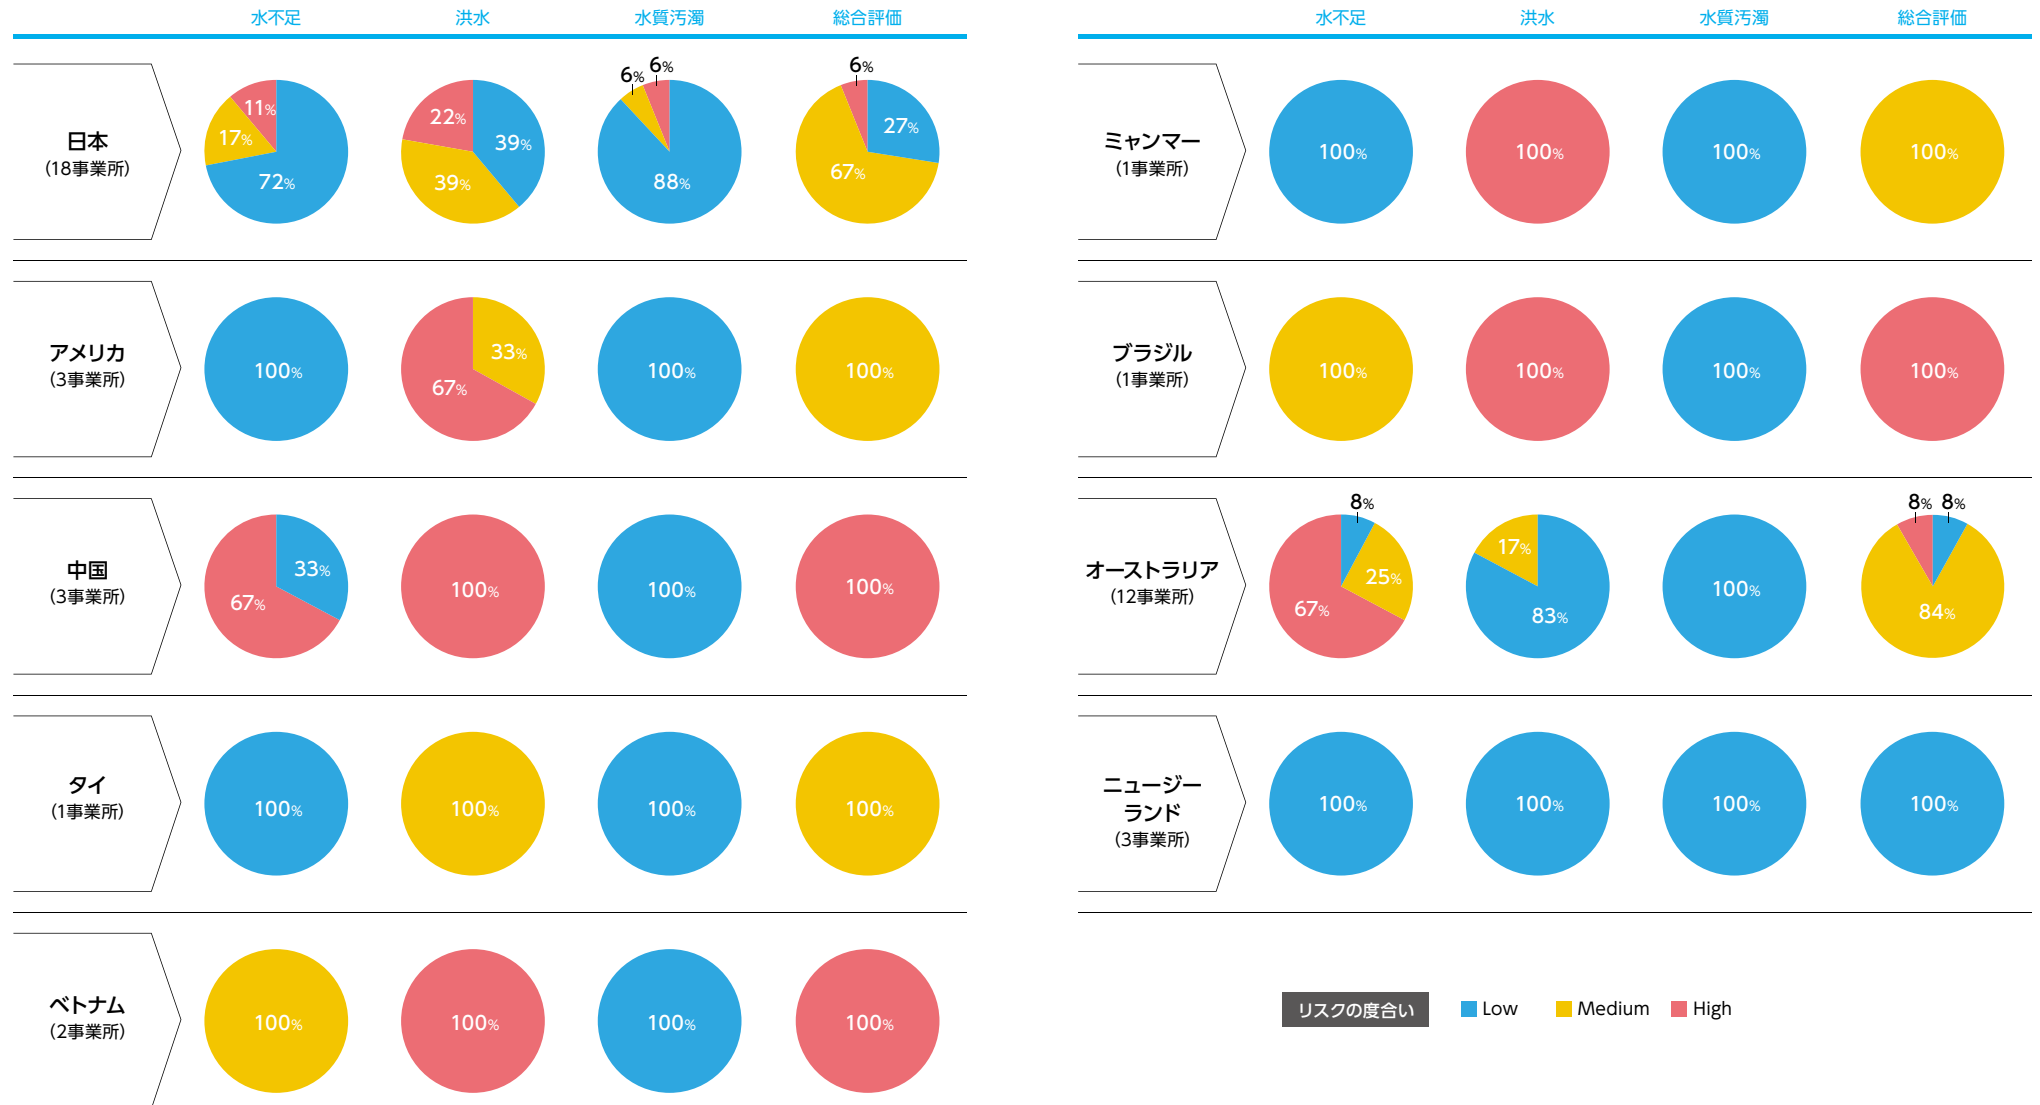 水不足 洪水 水質汚濁 総合評価
日本
(18事業所)
11%
17%
72%
22%
39%
39%
6%
6%
88%
6%
27%
67%
アメリカ
(3事業所)
100%
33%
67%
100%
100%
中国
(3事業所)
33%
67%
100%
100%
100%
タイ
(1事業所)
100%
100%
100%
100%
ベトナム
(2事業所)
100%
100%
100%
100%
水不足 洪水 水質汚濁 総合評価
ミャンマー
(1事業所)
100%
100%
100%
100%
ブラジル
(1事業所)
100%
100%
100%
100%
オーストラリア
(12事業所)
8%
25%
67%
17%
83%
100%
8%
8%
84%
ニュージー
ランド
(3事業所)
100%
100%
100%
100%
リスクの度合い Low Medium High